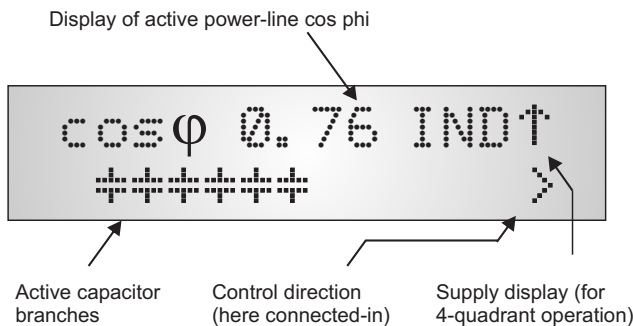 Display of active power-line cos phi
cosφ 0.76 IND↑
╪╪╪╪╪╪ >
Active capacitor
branches
Control direction
(here connected-in)
Supply display (for
4-quadrant operation)